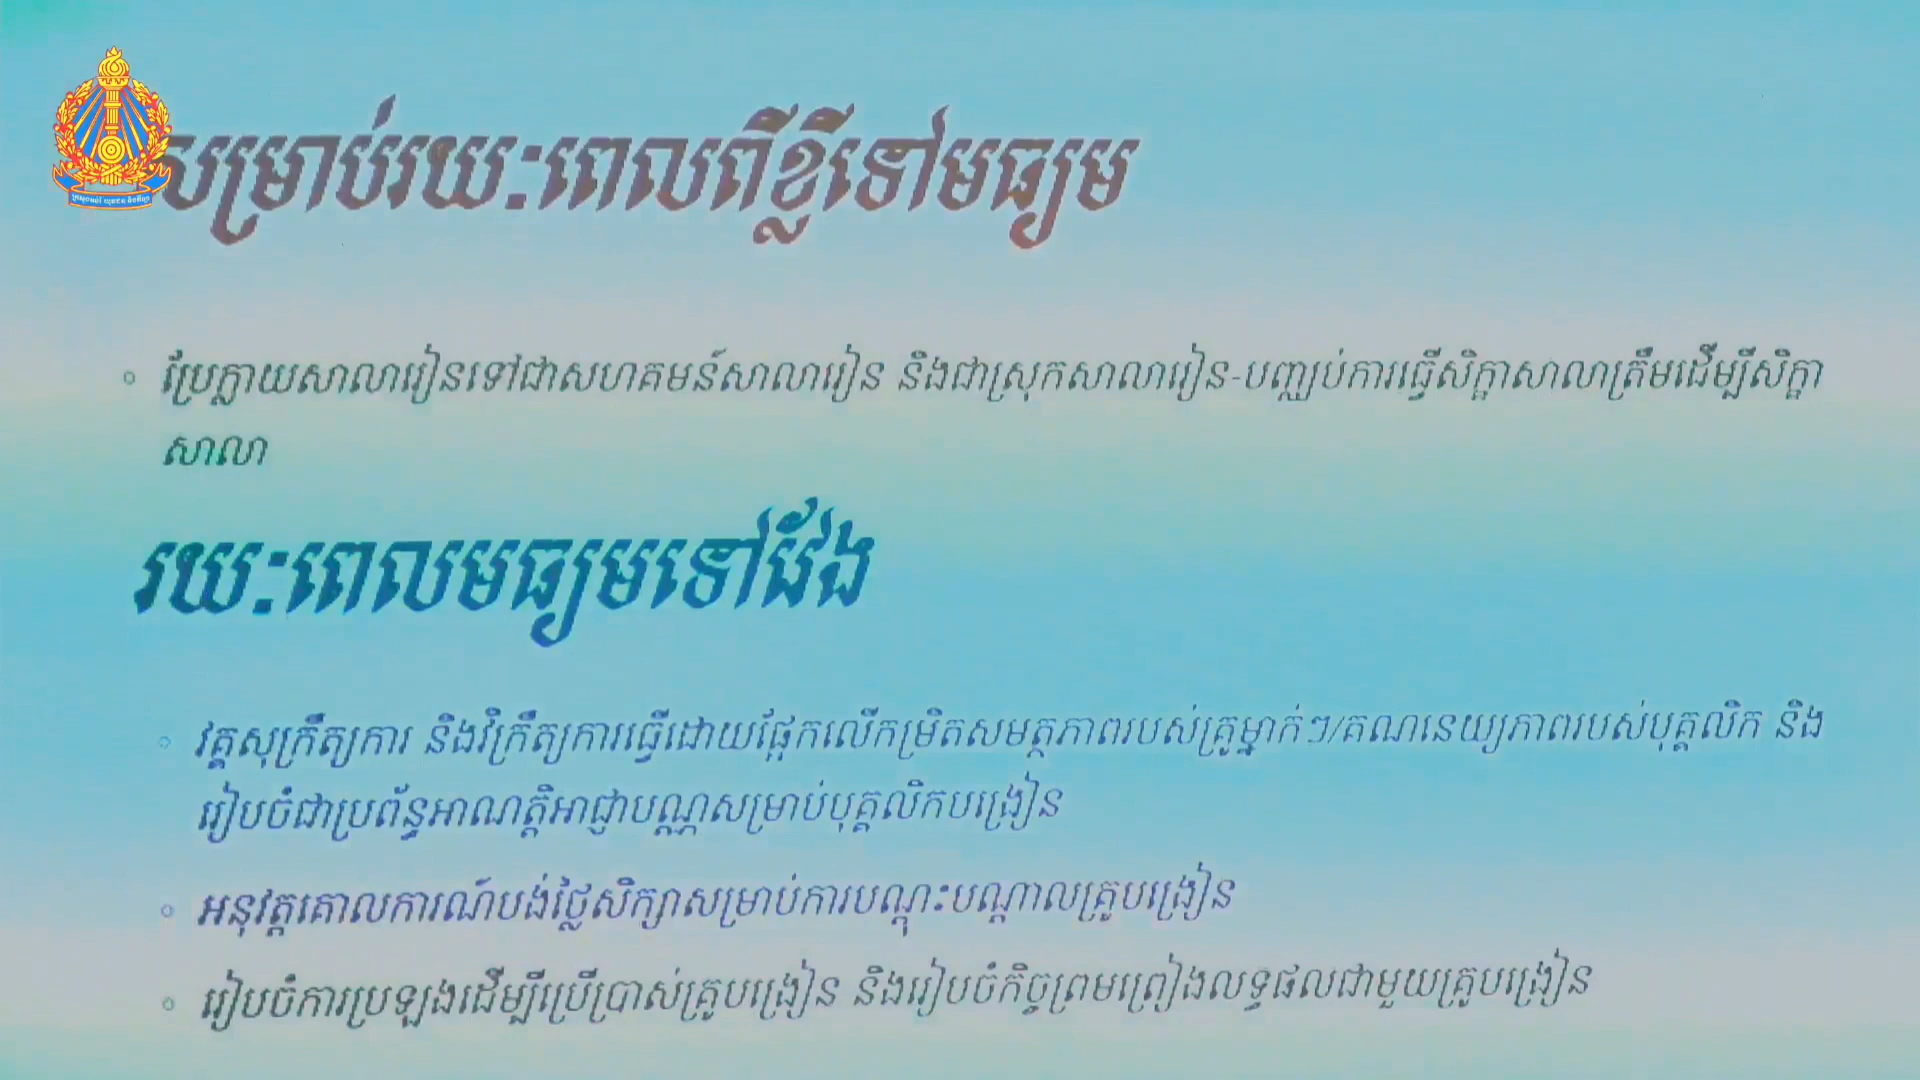 សម្រាប់រយៈពេលពីខ្លីទៅមធ្យម
ប្រែក្លាយសាលារៀនទៅជាសហគមន៍សាលារៀន និងជាស្រុកសាលារៀន-បញ្ឈប់ការធ្វើសិក្ខាសាលាត្រឹមដើម្បីសិក្ខា
សាលា
រយៈពេលមធ្យមទៅវែង
វគ្គសុក្រឹត្យការ និងវិក្រឹត្យការធ្វើដោយផ្អែកលើកម្រិតសមត្ថភាពរបស់គ្រូម្នាក់ៗ/គណនេយ្យភាពរបស់បុគ្គលិក និង
រៀបចំជាប្រព័ន្ធអាណត្តិអាជ្ញាបណ្ណសម្រាប់បុគ្គលិកបង្រៀន
អនុវត្តគោលការណ៍បង់ថ្លៃសិក្សាសម្រាប់ការបណ្តុះបណ្តាលគ្រូបង្រៀន
រៀបចំការប្រឡងដើម្បីប្រើប្រាស់គ្រូបង្រៀន និងរៀបចំកិច្ចព្រមព្រៀងលទ្ធផលជាមួយគ្រូបង្រៀន